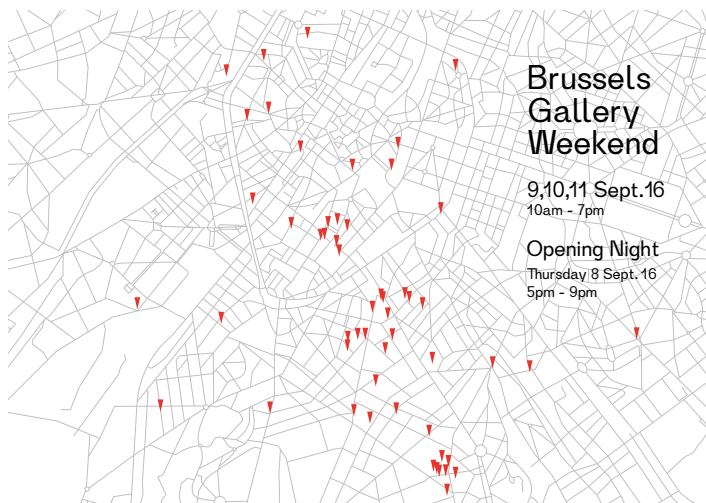 Brussels
Gallery
Weekend
9,10,11 Sept.16
10am - 7pm
Opening Night
Thursday 8 Sept. 16
5pm - 9pm